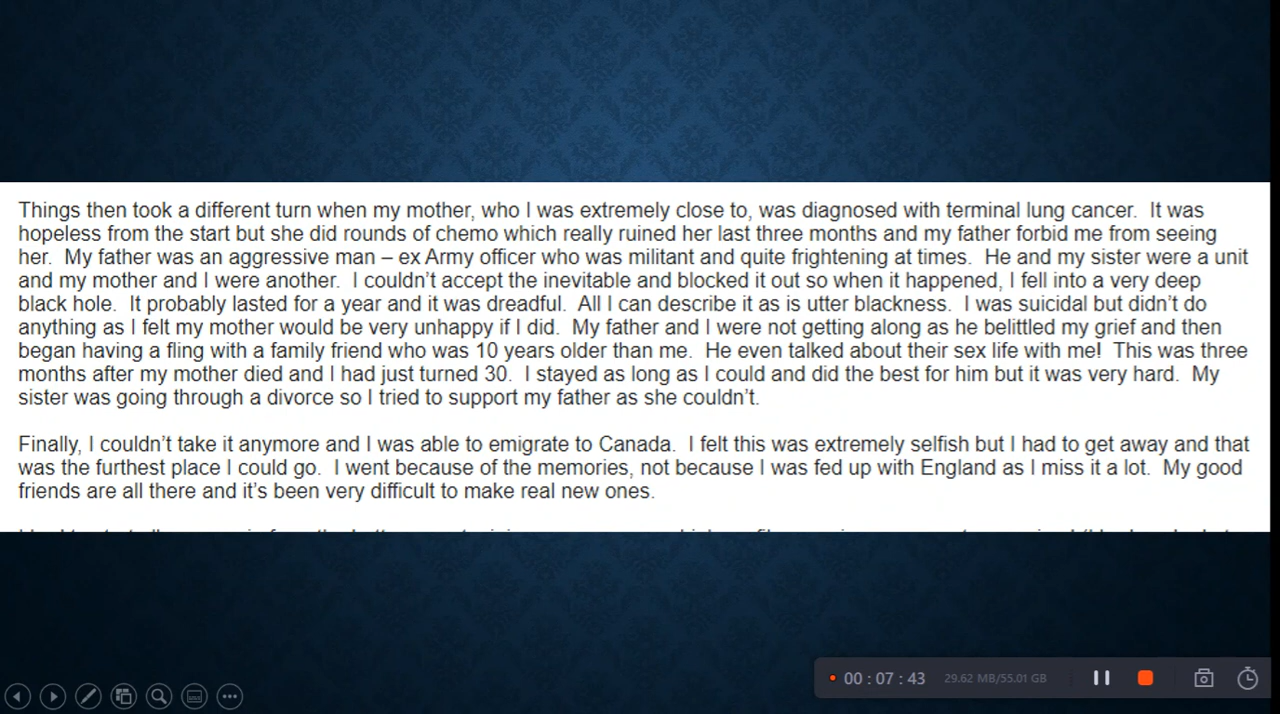 Things then took a different turn when my mother, who I was extremely close to, was diagnosed with terminal lung cancer.  It was
hopeless from the start but she did rounds of chemo which really ruined her last three months and my father forbid me from seeing
her.  My father was an aggressive man – ex Army officer who was militant and quite frightening at times.  He and my sister were a unit
and my mother and I were another.  I couldn’t accept the inevitable and blocked it out so when it happened, I fell into a very deep
black hole.  It probably lasted for a year and it was dreadful.  All I can describe it as is utter blackness.  I was suicidal but didn’t do
anything as I felt my mother would be very unhappy if I did.  My father and I were not getting along as he belittled my grief and then
began having a fling with a family friend who was 10 years older than me.  He even talked about their sex life with me!  This was three
months after my mother died and I had just turned 30.  I stayed as long as I could and did the best for him but it was very hard.  My
sister was going through a divorce so I tried to support my father as she couldn’t.
Finally, I couldn’t take it anymore and I was able to emigrate to Canada.  I felt this was extremely selfish but I had to get away and that
was the furthest place I could go.  I went because of the memories, not because I was fed up with England as I miss it a lot.  My good
friends are all there and it’s been very difficult to make real new ones.
00 : 07 : 43 29.62 MB/55.01 GB